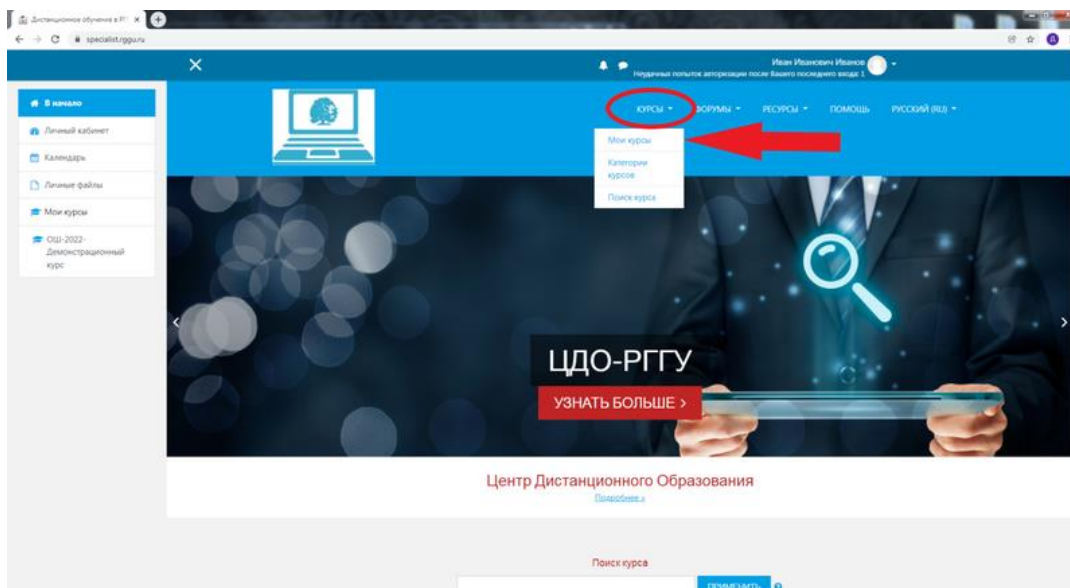 Дистанционное обучение в РГГ
specialist.rggu.ru
Иван Иванович Иванов
Неудачных попыток авторизации после Вашего последнего входа: 1
В начало
Личный кабинет
Календарь
Личные файлы
Мои курсы
ОШ-2022-
Демонстрационный
курс
КУРСЫ
ФОРУМЫ
РЕСУРСЫ
ПОМОЩЬ
РУССКИЙ (RU)
Мои курсы
Категории
курсов
Поиск курса
ЦДО-РГГУ
УЗНАТЬ БОЛЬШЕ >
Центр Дистанционного Образования
Подробнее »
Поиск курса
ПРИМЕНИТЬ